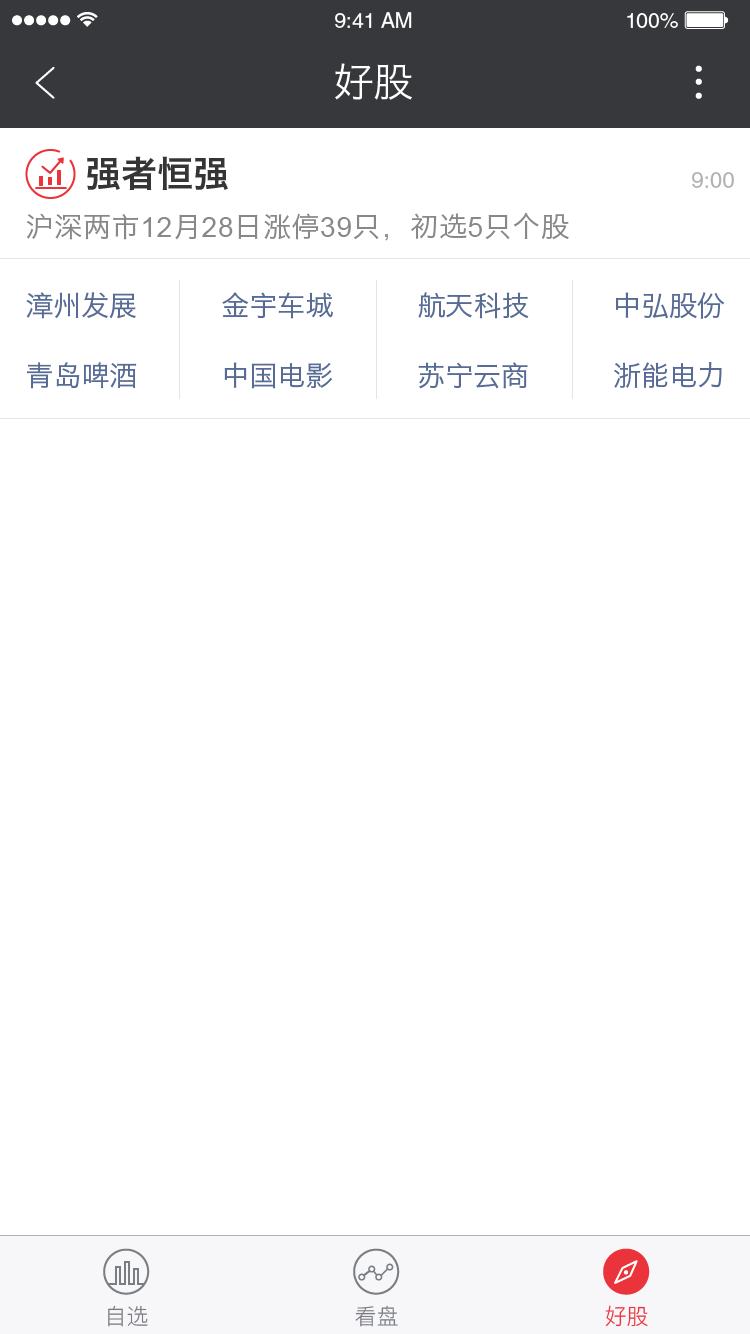 9:41 AM 100%
好股
强者恒强 9:00
沪深两市12月28日涨停39只，初选5只个股
漳州发展 金宇车城 航天科技 中弘股份
青岛啤酒 中国电影 苏宁云商 浙能电力
自选 看盘 好股